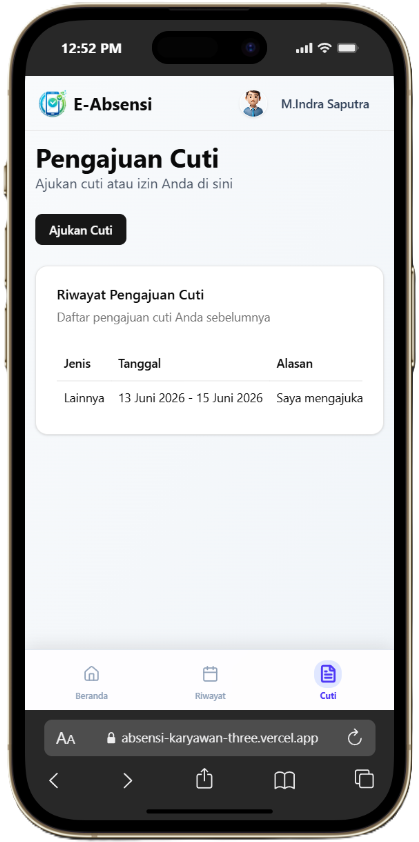 12:52 PM
E-Absensi
M.Indra Saputra
Pengajuan Cuti
Ajukan cuti atau izin Anda di sini
Ajukan Cuti
Riwayat Pengajuan Cuti
Daftar pengajuan cuti Anda sebelumnya
Jenis Tanggal Alasan
Lainnya 13 Juni 2026 - 15 Juni 2026 Saya mengajuka
Beranda Riwayat Cuti
AA absensi-karyawan-three.vercel.app